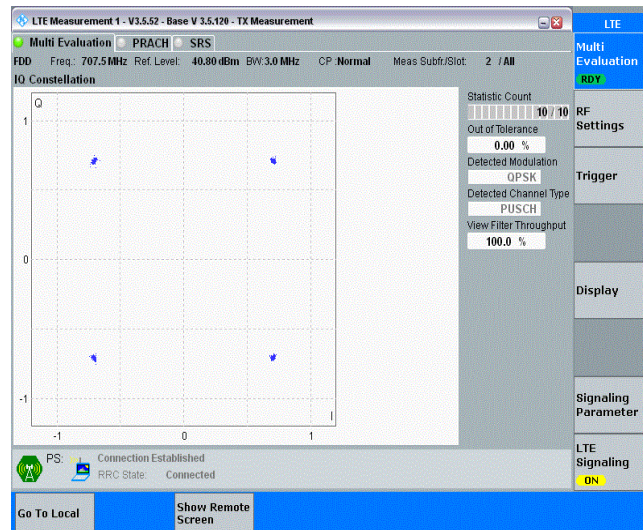 LTE Measurement 1 - V3.5.52 - Base V 3.5.120 - TX Measurement
LTE
Multi Evaluation PRACH SRS
FDD Freq.: 707.5 MHz Ref. Level: 40.80 dBm BW:3.0 MHz CP :Normal Meas Subfr./Slot: 2 / All
IQ Constellation
Q
1
0
-1
-1 0 1
I
Statistic Count
10 / 10
Out of Tolerance
0.00 %
Detected Modulation
QPSK
Detected Channel Type
PUSCH
View Filter Throughput
100.0 %
Multi
Evaluation
RDY
RF
Settings
Trigger
Display
Signaling
Parameter
LTE
Signaling
ON
PS: Connection Established
RRC State: Connected
Go To Local
Show Remote
Screen